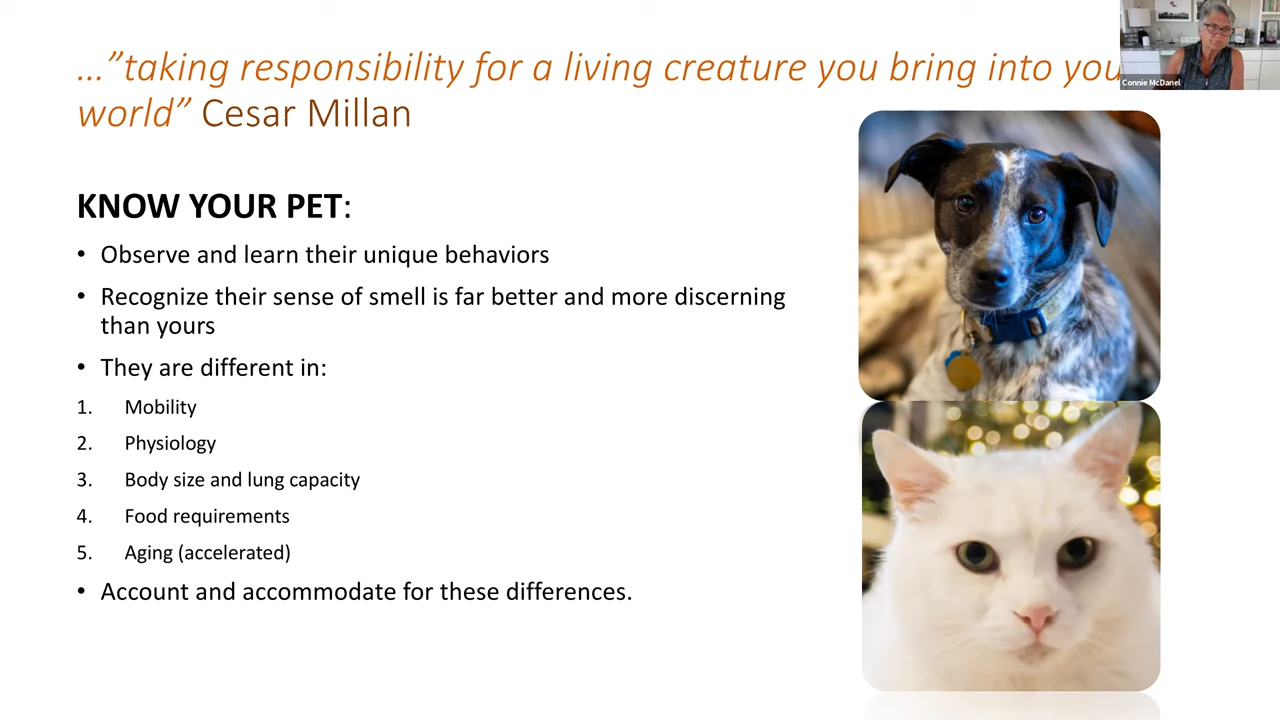 …”taking responsibility for a living creature you bring into you
world” Cesar Millan
Connie McDanel
KNOW YOUR PET:
• Observe and learn their unique behaviors
• Recognize their sense of smell is far better and more discerning
than yours
• They are different in:
1. Mobility
2. Physiology
3. Body size and lung capacity
4. Food requirements
5. Aging (accelerated)
• Account and accommodate for these differences.